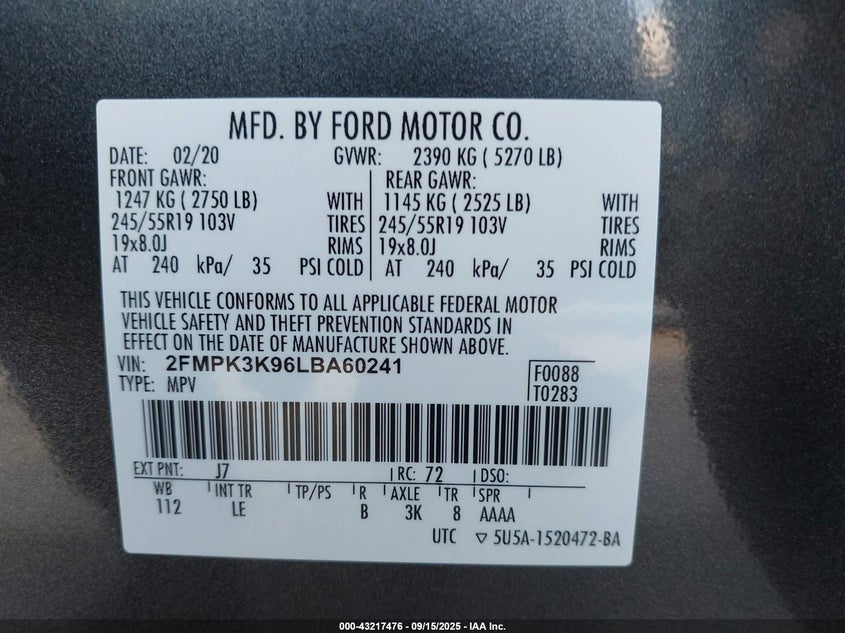 MFD. BY FORD MOTOR CO.
DATE: 02/20 GVWR: 2390 KG ( 5270 LB)
FRONT GAWR: REAR GAWR:
1247 KG ( 2750 LB) WITH 1145 KG ( 2525 LB) WITH
245/55R19 103V TIRES 245/55R19 103V TIRES
19x8.0J RIMS 19x8.0J RIMS
AT 240 kPa/ 35 PSI COLD AT 240 kPa/ 35 PSI COLD
THIS VEHICLE CONFORMS TO ALL APPLICABLE FEDERAL MOTOR
VEHICLE SAFETY AND THEFT PREVENTION STANDARDS IN
EFFECT ON THE DATE OF MANUFACTURE SHOWN ABOVE.
VIN: 2FMPK3K96LBA60241 F0088
TYPE: MPV T0283
EXT PNT: J7 RC: 72 DSO:
WB INT TR TP/PS R AXLE TR SPR
112 LE B 3K 8 AAAA
UTC ▽ 5U5A-1520472-BA
000-43217476 - 09/15/2025 - IAA Inc.